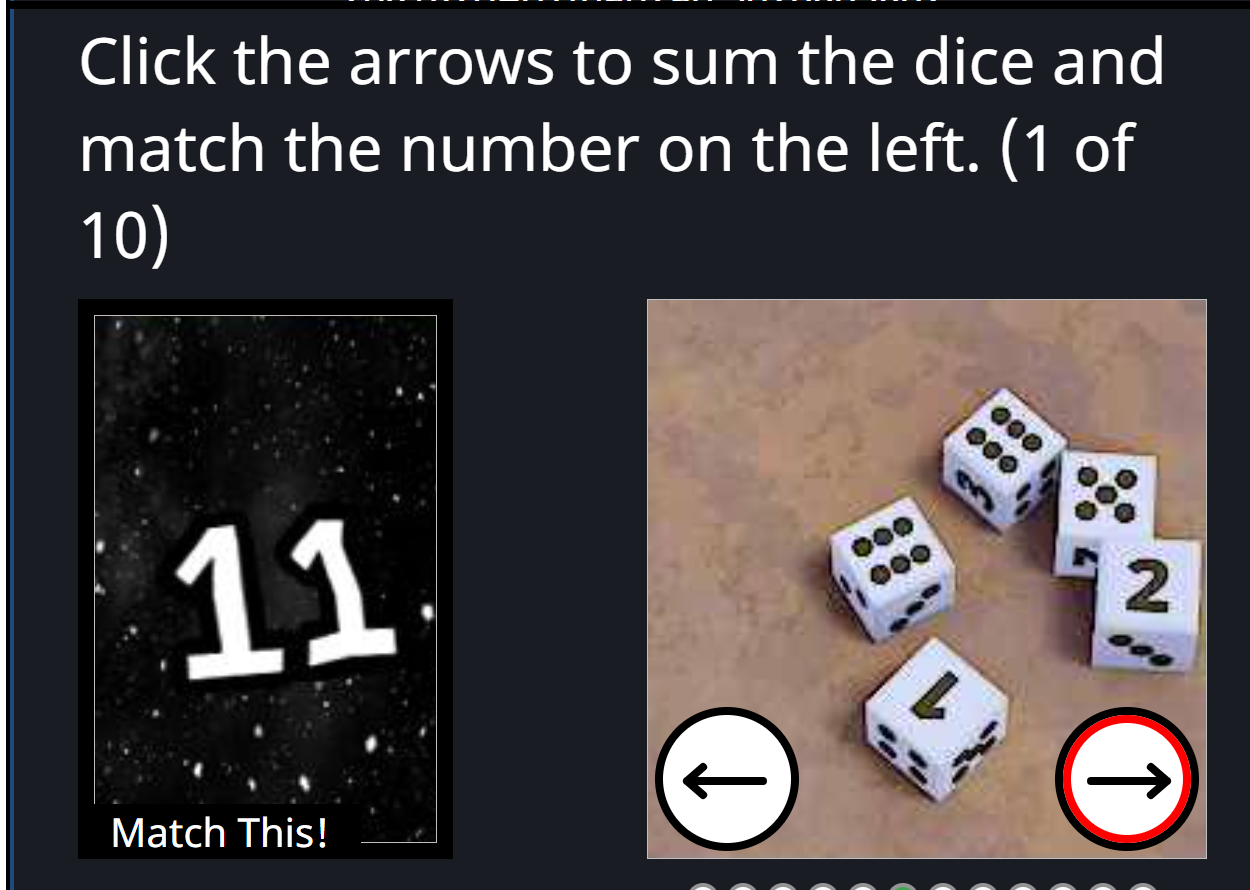 Click the arrows to sum the dice and
match the number on the left. (1 of
10)
11
3
2
1
Match This!